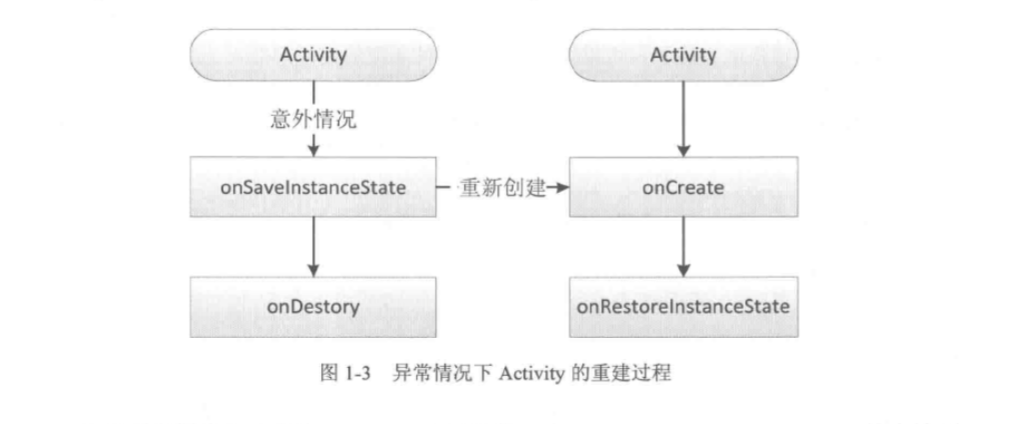 Activity
Activity
意外情况
onSaveInstanceState
重新创建
onCreate
onDestory
onRestoreInstanceState
图 1-3 异常情况下 Activity 的重建过程